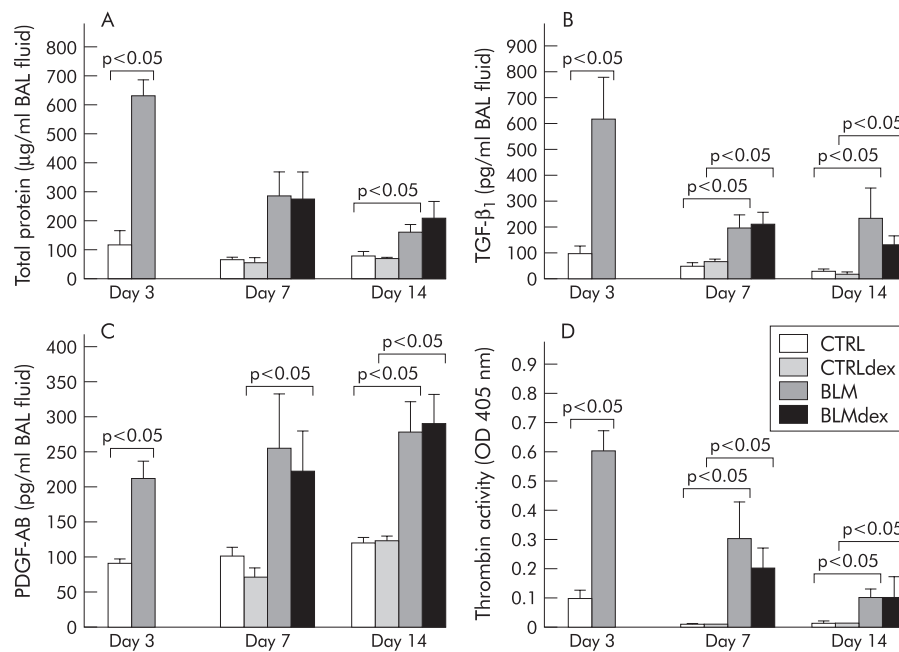 A
Total protein (µg/ml BAL fluid)
800
700
600
500
400
300
200
100
0
p<0.05
p<0.05
Day 3
Day 7
Day 14
B
TGF-β1 (pg/ml BAL fluid)
900
800
700
600
500
400
300
200
100
0
p<0.05
p<0.05
p<0.05
p<0.05
p<0.05
Day 3
Day 7
Day 14
C
PDGF-AB (pg/ml BAL fluid)
400
350
300
250
200
150
100
50
0
p<0.05
p<0.05
p<0.05
p<0.05
Day 3
Day 7
Day 14
D
Thrombin activity (OD 405 nm)
0.9
0.8
0.7
0.6
0.5
0.4
0.3
0.2
0.1
0
p<0.05
p<0.05
p<0.05
p<0.05
p<0.05
Day 3
Day 7
Day 14
CTRL
CTRLdex
BLM
BLMdex